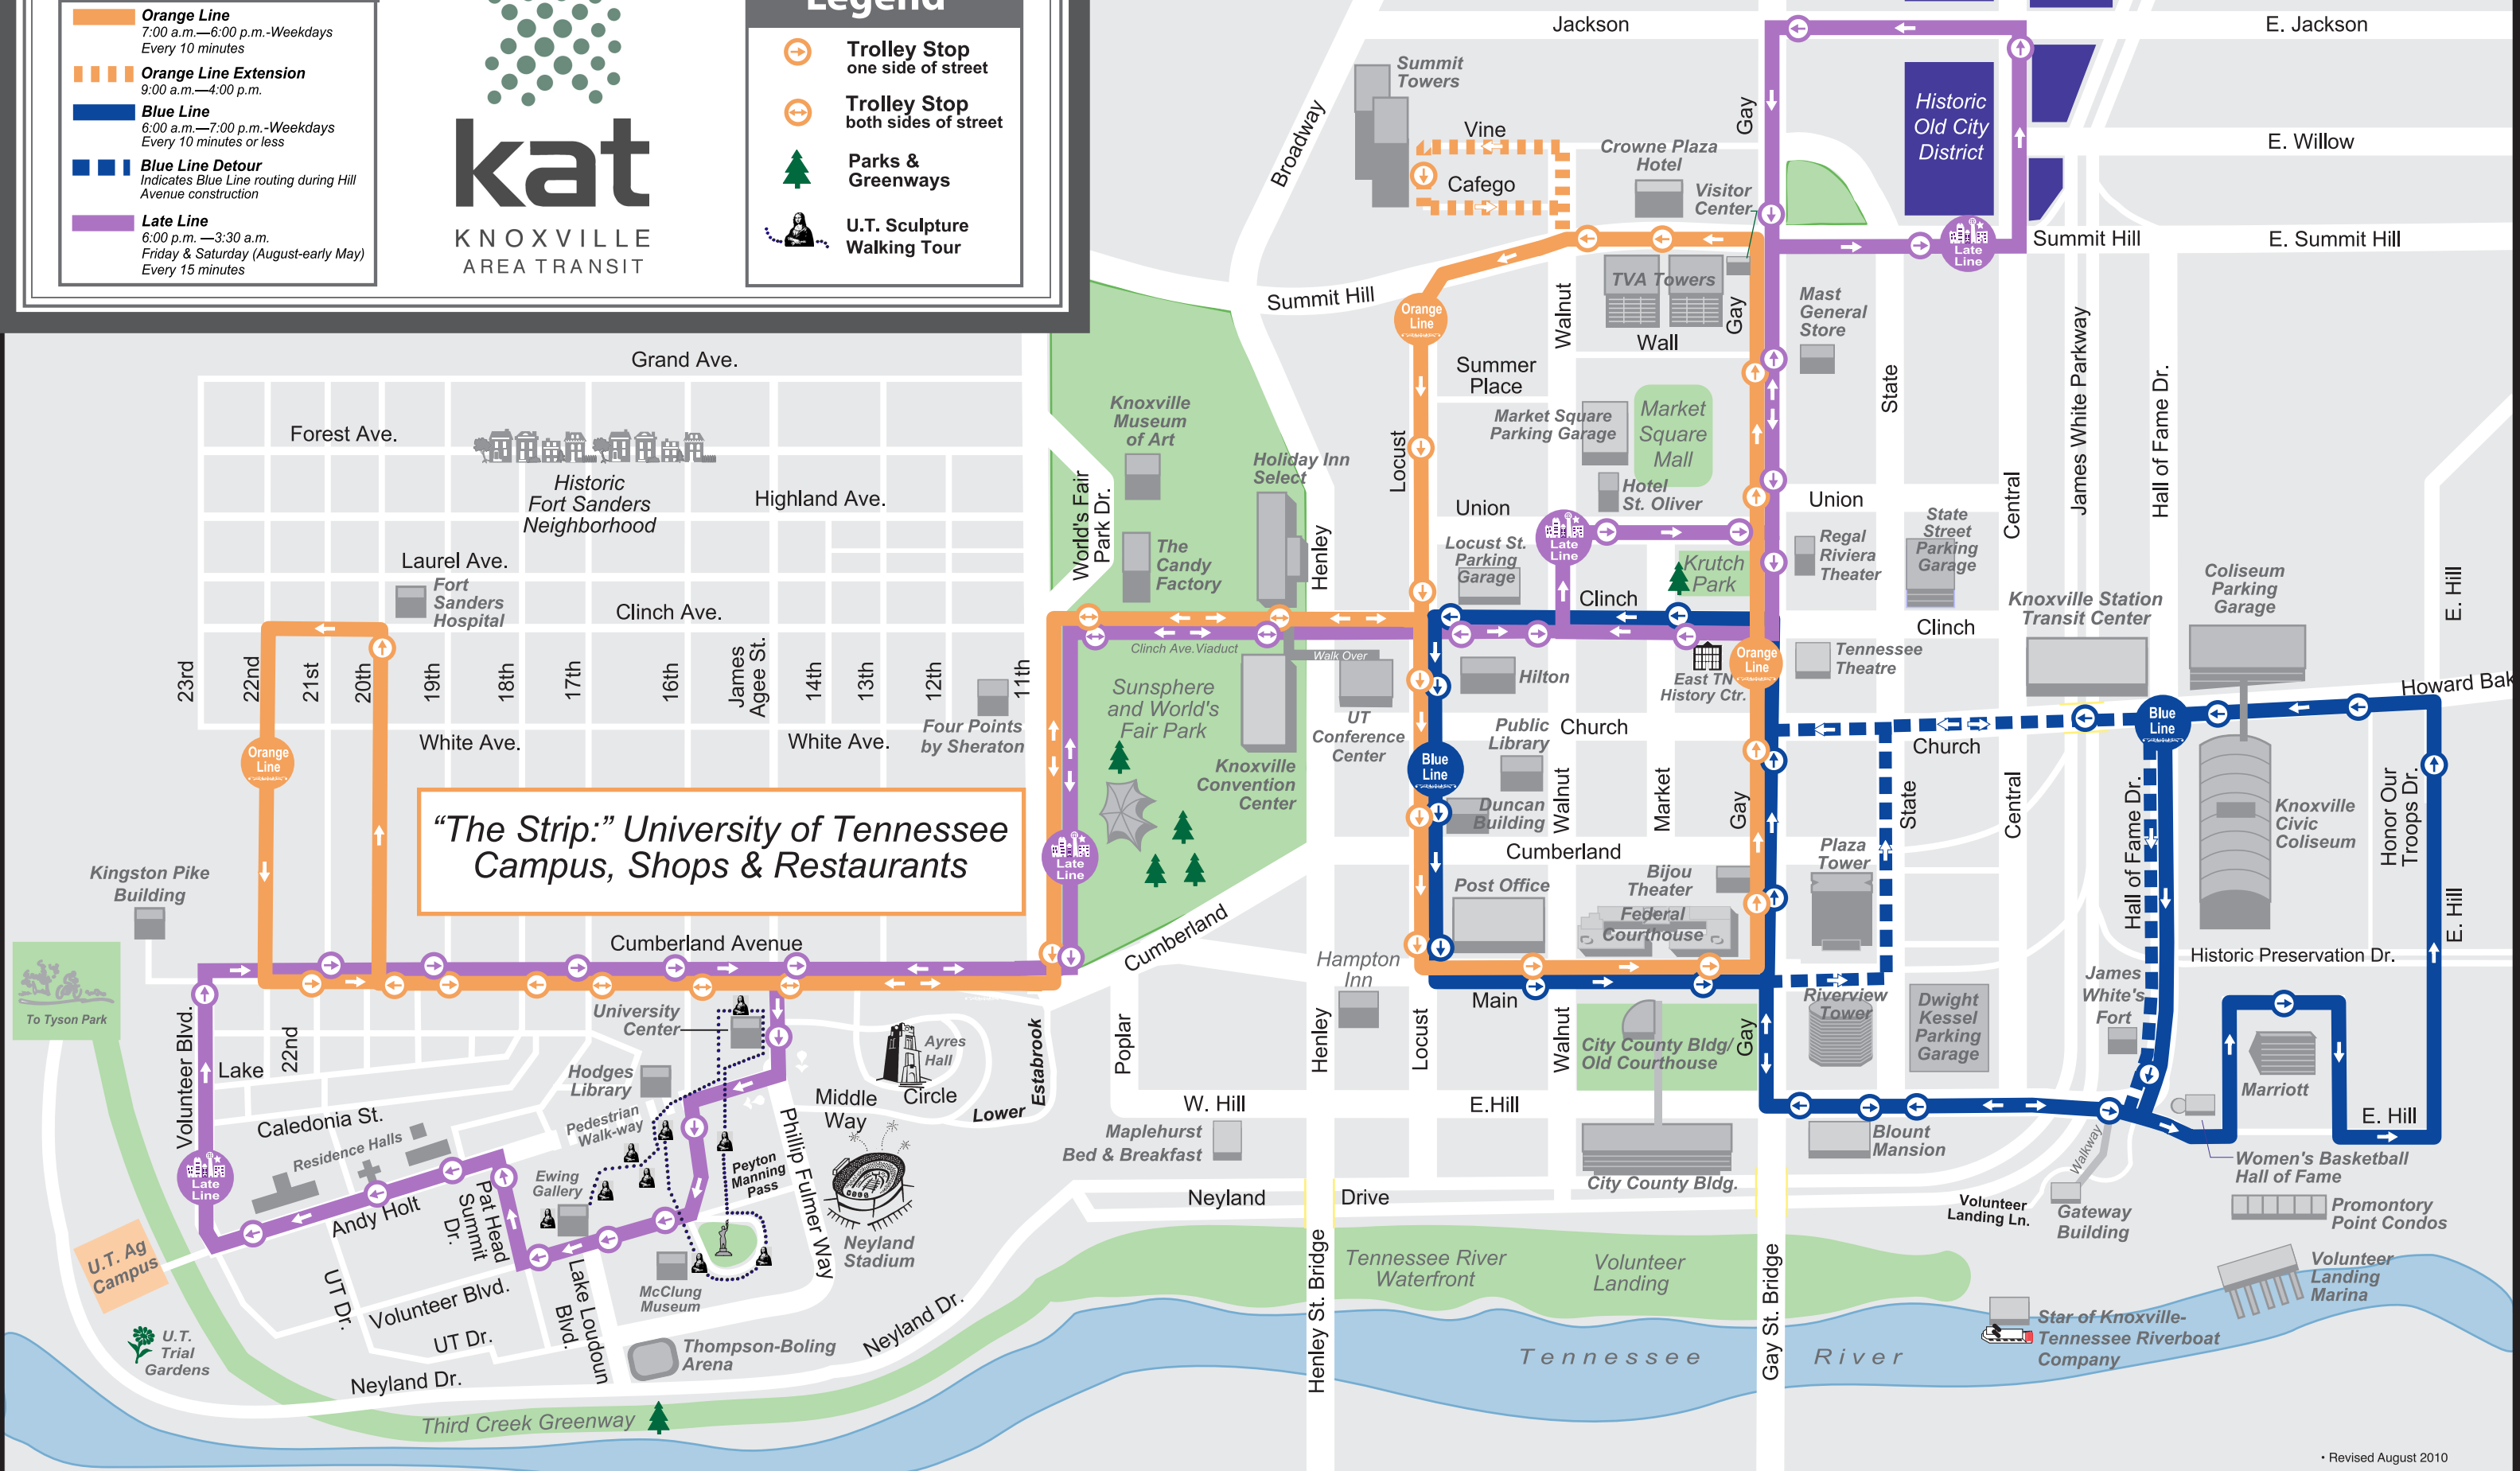 Orange Line
7:00 a.m.—6:00 p.m.-Weekdays
Every 10 minutes
Orange Line Extension
9:00 a.m.—4:00 p.m.
Blue Line
6:00 a.m.—7:00 p.m.-Weekdays
Every 10 minutes or less
Blue Line Detour
Indicates Blue Line routing during Hill
Avenue construction
Late Line
6:00 p.m. —3:30 a.m.
Friday & Saturday (August-early May)
Every 15 minutes
kat
KNOXVILLE
AREA TRANSIT
Legend
Trolley Stop
one side of street
Trolley Stop
both sides of street
Parks &
Greenways
U.T. Sculpture
Walking Tour
Jackson
E. Jackson
Summit
Towers
Broadway
Vine
Cafego
Crowne Plaza
Hotel
Visitor
Center
Gay
Historic
Old City
District
E. Willow
Late
Line
Summit Hill
E. Summit Hill
Summit Hill
Orange
Line
TVA Towers
Walnut
Gay
Wall
Mast
General
Store
State
James White Parkway
Hall of Fame Dr.
Summer
Place
Market Square
Parking Garage
Market
Square
Mall
Hotel
St. Oliver
Locust
Union
Union
Late
Line
Locust St.
Parking
Garage
Krutch
Park
Regal
Riviera
Theater
State
Street
Parking
Garage
Central
Clinch
Clinch
Knoxville Station
Transit Center
Coliseum
Parking
Garage
E. Hill
Howard Bak
Grand Ave.
Forest Ave.
Historic
Fort Sanders
Neighborhood
Highland Ave.
Laurel Ave.
Fort
Sanders
Hospital
Clinch Ave.
23rd
22nd
21st
20th
19th
18th
17th
16th
James
Agee St.
14th
13th
12th
11th
White Ave.
White Ave.
Four Points
by Sheraton
Orange
Line
World's Fair
Park Dr.
Knoxville
Museum
of Art
The
Candy
Factory
Holiday Inn
Select
Henley
Clinch Ave.Viaduct
Walk Over
Sunsphere
and World's
Fair Park
Knoxville
Convention
Center
UT
Conference
Center
Hilton
East TN
History Ctr.
Orange
Line
Tennessee
Theatre
Public
Library
Church
Church
Blue
Line
Blue
Line
Duncan
Building
Walnut
Market
Gay
State
Central
Hall of Fame Dr.
Knoxville
Civic
Coliseum
Honor Our
Troops Dr.
E. Hill
Cumberland
Post Office
Bijou
Theater
Federal
Courthouse
Plaza
Tower
Historic Preservation Dr.
“The Strip:” University of Tennessee
Campus, Shops & Restaurants
Late
Line
Kingston Pike
Building
Cumberland Avenue
Cumberland
To Tyson Park
University
Center
Hodges
Library
Ayres
Hall
Middle
Way
Circle
Lower
Estabrook
Poplar
Hampton
Inn
Henley
Locust
Main
Walnut
City County Bldg/
Old Courthouse
Gay
Riverview
Tower
Dwight
Kessel
Parking
Garage
James
White's
Fort
Marriott
E. Hill
Volunteer Blvd.
Lake
22nd
Caledonia St.
Residence Halls
Pedestrian
Walk-way
Late
Line
Andy Holt
Pat Head
Summit
Dr.
Ewing
Gallery
Peyton
Manning
Pass
Phillip Fulmer Way
Neyland
Stadium
McClung
Museum
Lake Loudoun
Blvd.
UT Dr.
Volunteer Blvd.
UT Dr.
Thompson-Boling
Arena
Neyland Dr.
Neyland Dr.
U.T. Ag
Campus
U.T.
Trial
Gardens
Third Creek Greenway
W. Hill
E.Hill
Maplehurst
Bed & Breakfast
City County Bldg.
Blount
Mansion
Neyland
Drive
Walkway
Volunteer
Landing Ln.
Gateway
Building
Women's Basketball
Hall of Fame
Promontory
Point Condos
Volunteer
Landing
Marina
Henley St. Bridge
Tennessee River
Waterfront
Volunteer
Landing
Gay St. Bridge
Star of Knoxville-
Tennessee Riverboat
Company
Tennessee River
• Revised August 2010